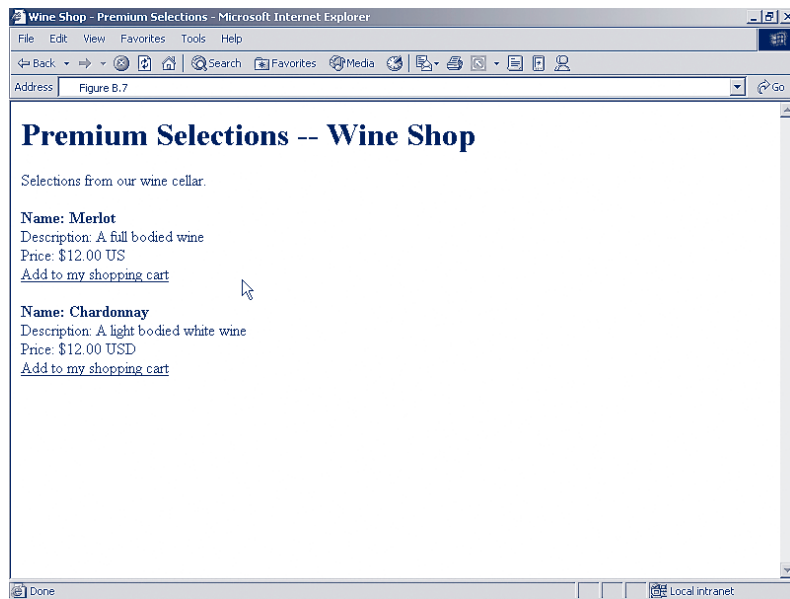 Wine Shop - Premium Selections - Microsoft Internet Explorer
File Edit View Favorites Tools Help
Back Search Favorites Media
Address Figure B.7 Go
Premium Selections -- Wine Shop
Selections from our wine cellar.
Name: Merlot
Description: A full bodied wine
Price: $12.00 US
Add to my shopping cart
Name: Chardonnay
Description: A light bodied white wine
Price: $12.00 USD
Add to my shopping cart
Done Local intranet